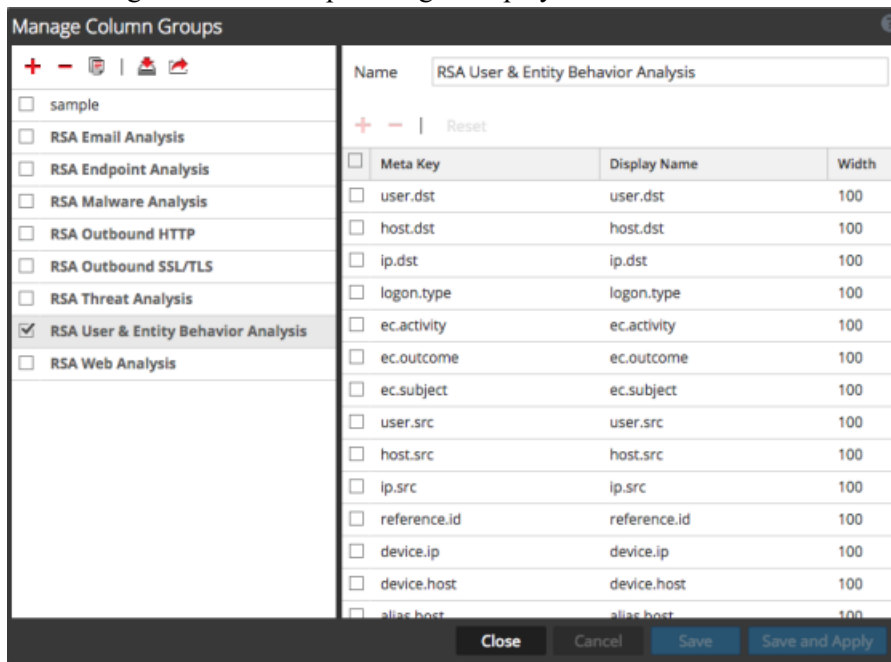 Manage Column Groups
sample
RSA Email Analysis
RSA Endpoint Analysis
RSA Malware Analysis
RSA Outbound HTTP
RSA Outbound SSL/TLS
RSA Threat Analysis
RSA User & Entity Behavior Analysis
RSA Web Analysis
Name RSA User & Entity Behavior Analysis
Reset
Meta Key Display Name Width
user.dst user.dst 100
host.dst host.dst 100
ip.dst ip.dst 100
logon.type logon.type 100
ec.activity ec.activity 100
ec.outcome ec.outcome 100
ec.subject ec.subject 100
user.src user.src 100
host.src host.src 100
ip.src ip.src 100
reference.id reference.id 100
device.ip device.ip 100
device.host device.host 100
alias.host alias.host 100
Close Cancel Save Save and Apply